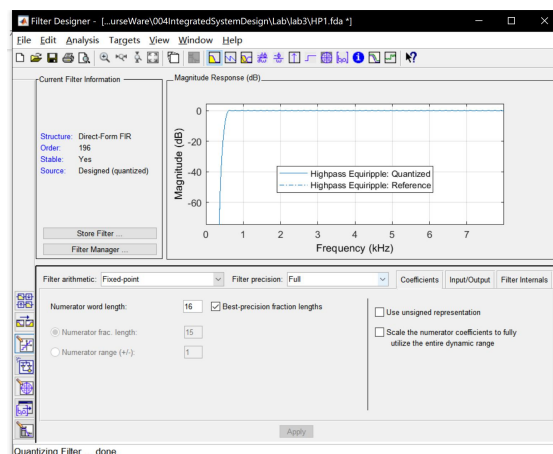 Filter Designer - [...urseWare\004IntegratedSystemDesign\Lab\lab3\HP1.fda *]
File Edit Analysis Targets View Window Help
Current Filter Information
Structure: Direct-Form FIR
Order: 196
Stable: Yes
Source: Designed (quantized)
Store Filter ...
Filter Manager ...
Magnitude Response (dB)
Magnitude (dB)
0
-20
-40
-60
Highpass Equiripple: Quantized
Highpass Equiripple: Reference
0 1 2 3 4 5 6 7
Frequency (kHz)
Filter arithmetic: Fixed-point Filter precision: Full Coefficients Input/Output Filter Internals
Numerator word length: 16 Best-precision fraction lengths
Numerator frac. length: 15
Numerator range (+/-): 1
Use unsigned representation
Scale the numerator coefficients to fully
utilize the entire dynamic range
Apply
Quantizing Filter ... done